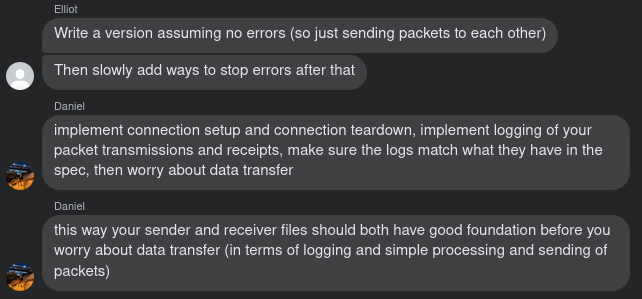 Elliot
Write a version assuming no errors (so just sending packets to each other)
Then slowly add ways to stop errors after that
Daniel
implement connection setup and connection teardown, implement logging of your
packet transmissions and receipts, make sure the logs match what they have in the
spec, then worry about data transfer
Daniel
this way your sender and receiver files should both have good foundation before you
worry about data transfer (in terms of logging and simple processing and sending of
packets)